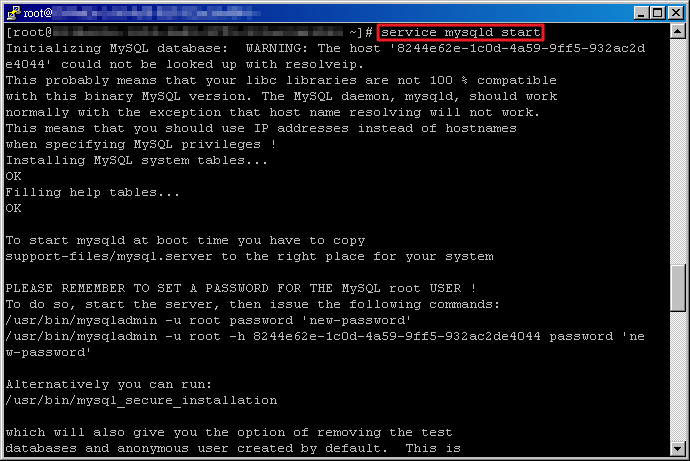 root@
[root@ ~]# service mysqld start
Initializing MySQL database:  WARNING: The host '8244e62e-1c0d-4a59-9ff5-932ac2d
e4044' could not be looked up with resolveip.
This probably means that your libc libraries are not 100 % compatible
with this binary MySQL version. The MySQL daemon, mysqld, should work
normally with the exception that host name resolving will not work.
This means that you should use IP addresses instead of hostnames
when specifying MySQL privileges !
Installing MySQL system tables...
OK
Filling help tables...
OK
To start mysqld at boot time you have to copy
support-files/mysql.server to the right place for your system
PLEASE REMEMBER TO SET A PASSWORD FOR THE MySQL root USER !
To do so, start the server, then issue the following commands:
/usr/bin/mysqladmin -u root password 'new-password'
/usr/bin/mysqladmin -u root -h 8244e62e-1c0d-4a59-9ff5-932ac2de4044 password 'ne
w-password'
Alternatively you can run:
/usr/bin/mysql_secure_installation
which will also give you the option of removing the test
databases and anonymous user created by default.  This is